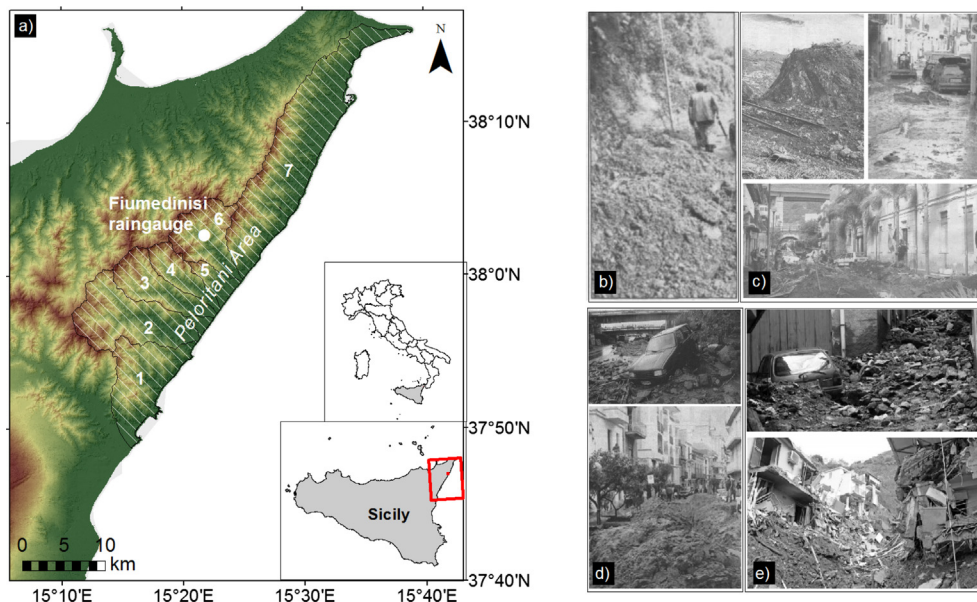 a)
N
38°10'N
7
Fiumedinisi
raingauge
6
Peloritani Area
3
4
5
38°0'N
2
1
37°50'N
Sicily
0 5 10
km
37°40'N
15°10'E 15°20'E 15°30'E 15°40'E
b)
c)
d)
e)